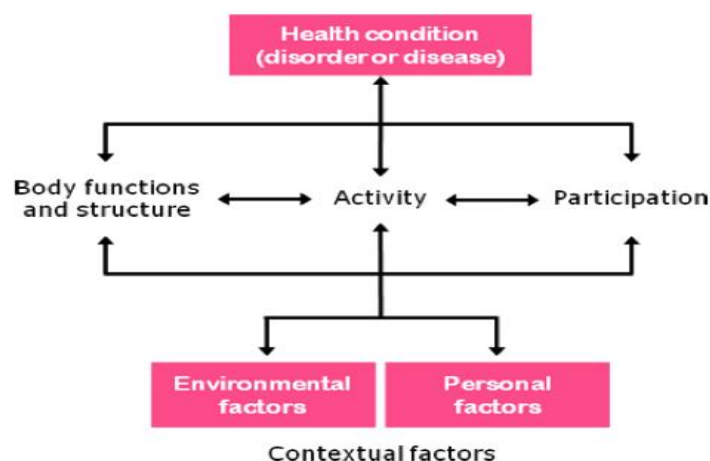 Health condition
(disorder or disease)
Body functions
and structure
Activity
Participation
Environmental
factors
Personal
factors
Contextual factors